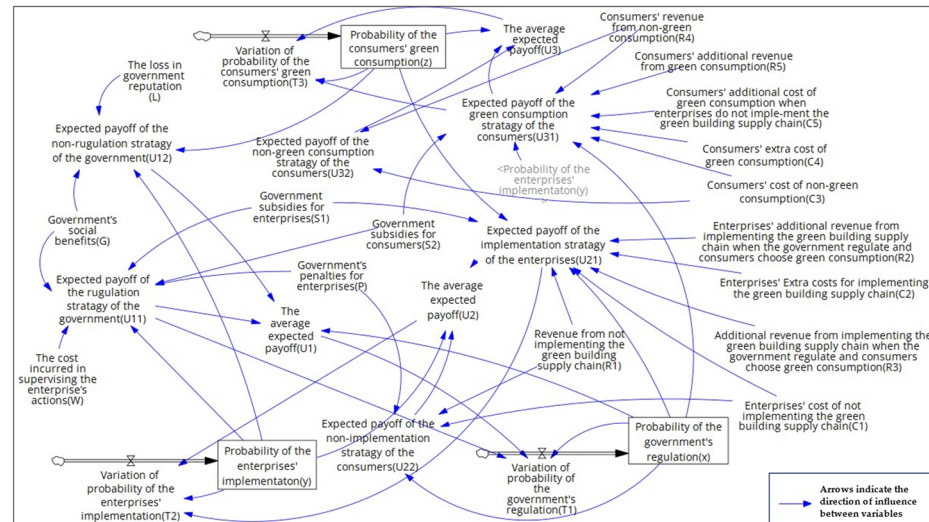 Probability of the
consumers' green
consumption(z)
Variation of
probability of the
consumers' green
consumption(T3)
The average
expected
payoff(U3)
Consumers' revenue
from non-green
consumption(R4)
Consumers' additional revenue
from green consumption(R5)
Consumers' additional cost of
green consumption when
enterprises do not imple-ment the
green building supply chain(C5)
Consumers' extra cost of
green consumption(C4)
Consumers' cost of non-green
consumption(C3)
The loss in
government
reputation
(L)
Expected payoff of the
non-rugulation stratagy
of the government(U12)
Expected payoff of the
non-green consumption
stratagy of the
consumers(U32)
Expected payoff of the
green consumption
stratagy of the
consumers(U31)
<Probability of the
enterprises'
implementaton(y)
>
Government's
social
benefits(G)
Government
subsidies for
enterprises(S1)
Government
subsidies for
consumers(S2)
Expected payoff of the
implementation stratagy
of the enterprises(U21)
Enterprises' additional revenue from
implementing the green building supply
chain when the government regulate and
consumers choose green consumption(R2)
Enterprises' Extra costs for implementing
the green building supply chain(C2)
Expected payoff of
the rugulation
stratagy of the
government(U11)
Government's
penalties for
enterprises(P)
The average
expected
payoff(U2)
The
average
expected
payoff(U1)
Revenue from not
implementing the
green building
supply chain(R1)
Additional revenue from implementing the
green building supply chain when the
government regulate and consumers
choose green consumption(R3)
The cost
incurred in
supervising the
enterprise's
actions(W)
Enterprises' cost of not
implementing the green
building supply chain(C1)
Expected payoff of the
non-implementation
stratagy of the
consumers(U22)
Probability of the
government's
regulation(x)
Probability of the
enterprises'
implementaton(y)
Variation of
probability of the
enterprises'
implementation(T2)
Variation of
probability of
the
government's
regulation(T1)
Arrows indicate the
direction of influence
between variables